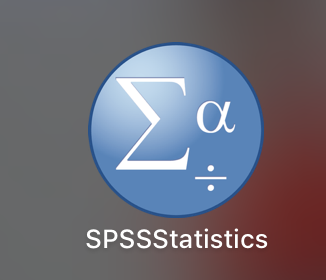 Σ α
÷
SPSSStatistics